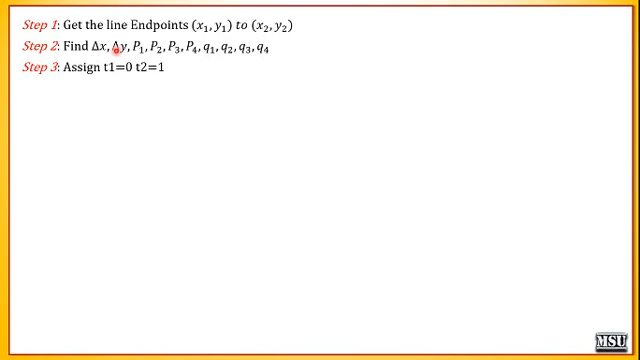 Step 1: Get the line Endpoints (x₁, y₁) to (x₂, y₂)
Step 2: Find Δx, Δy, P₁, P₂, P₃, P₄, q₁, q₂, q₃, q₄
Step 3: Assign t1=0 t2=1
MSU